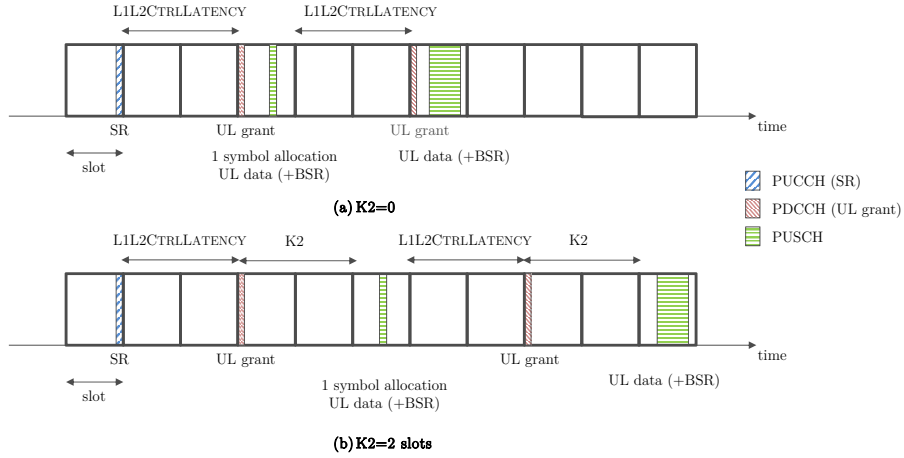 L1L2CTRLLATENCY L1L2CTRLLATENCY
SR UL grant UL grant time
slot 1 symbol allocation UL data (+BSR)
UL data (+BSR)
(a) K2=0
PUCCH (SR)
PDCCH (UL grant)
PUSCH
L1L2CTRLLATENCY K2 L1L2CTRLLATENCY K2
SR UL grant UL grant time
slot 1 symbol allocation UL data (+BSR)
UL data (+BSR)
(b) K2=2 slots